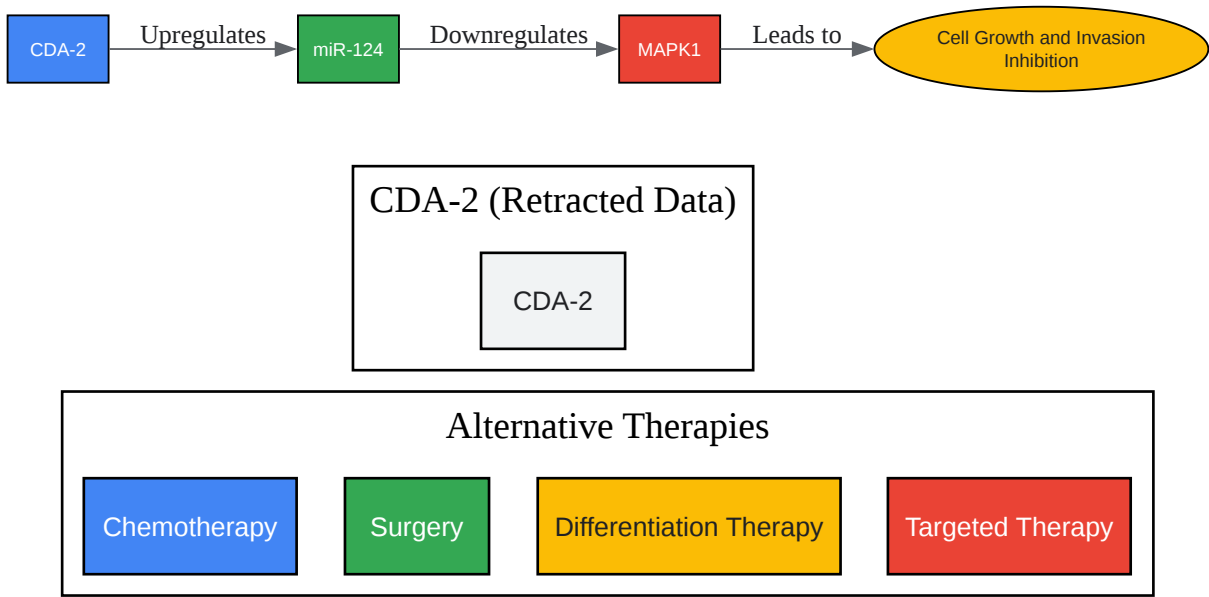 CDA-2
Upregulates
miR-124
Downregulates
MAPK1
Leads to
Cell Growth and Invasion
Inhibition
CDA-2 (Retracted Data)
CDA-2
Alternative Therapies
Chemotherapy
Surgery
Differentiation Therapy
Targeted Therapy